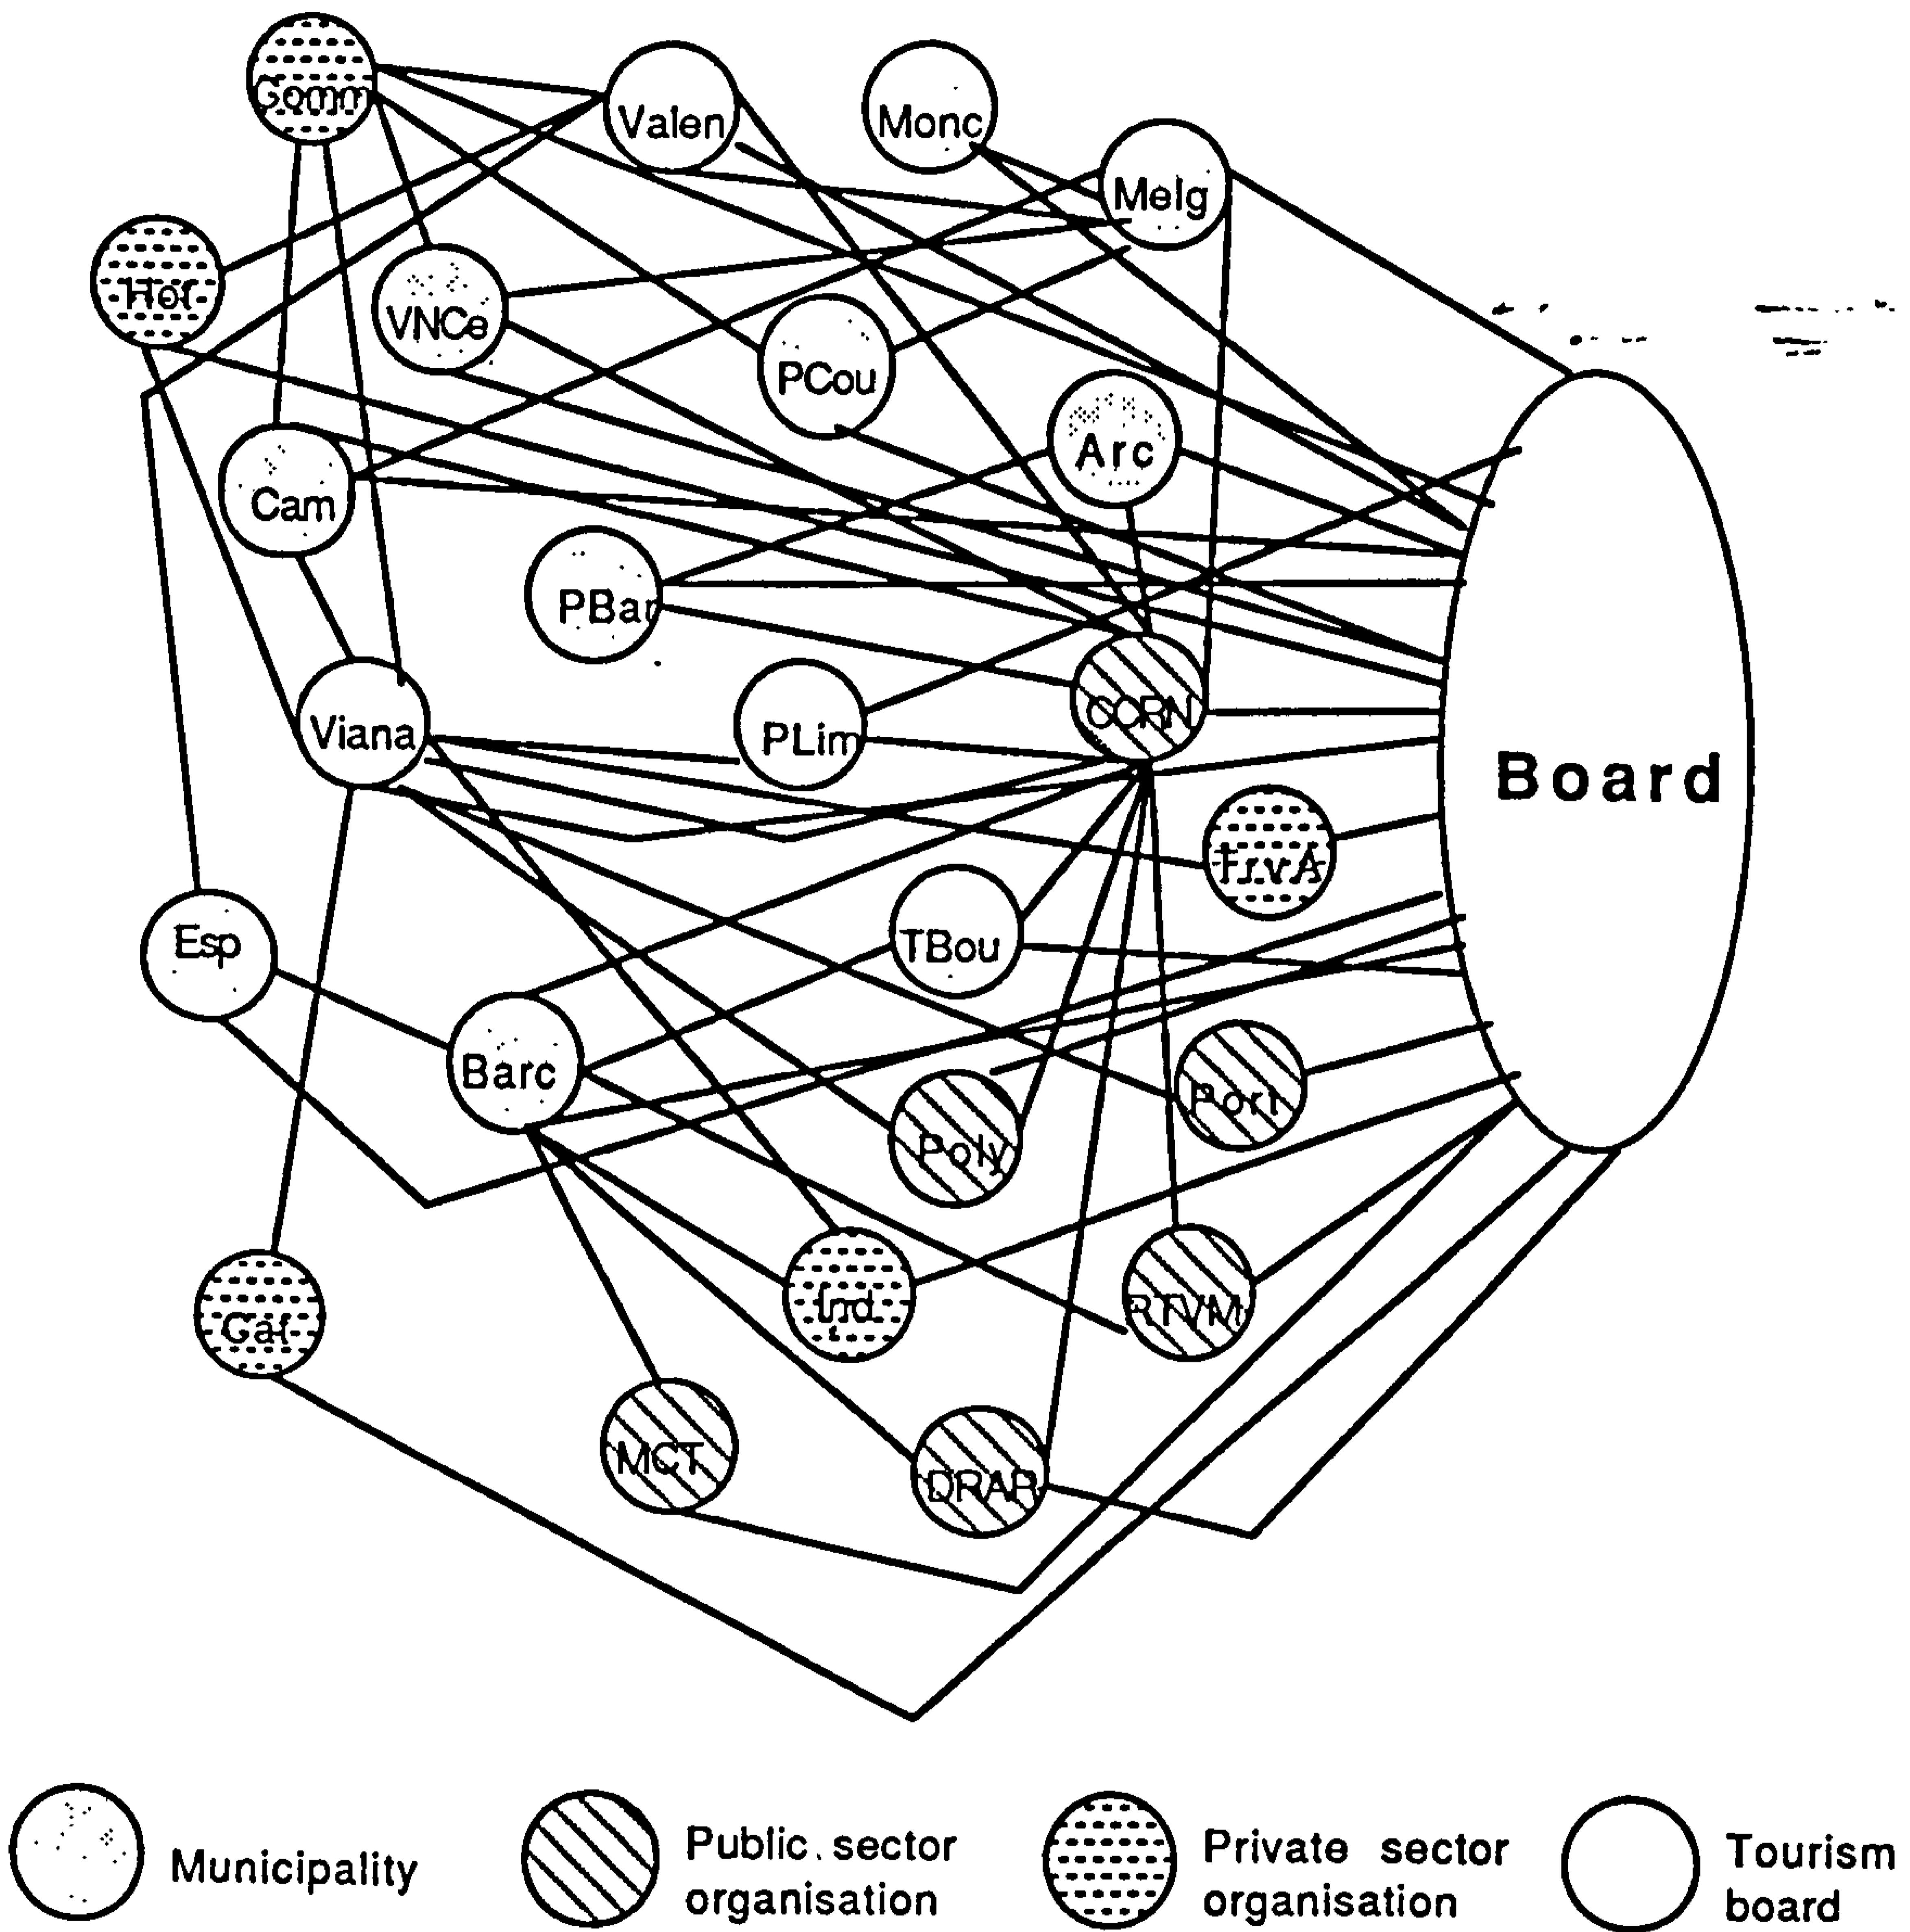 Comm
Valen
Monc
Melg
Hot
VNCe
PCou
Arc
Cam
PBar
CCRN
Viana
PLim
Board
TrvA
Esp
TBou
Barc
Port
Poly
Ind
RTVM
Gaf
MCT
DRAP
Municipality
Public sector
organisation
Private sector
organisation
Tourism
board